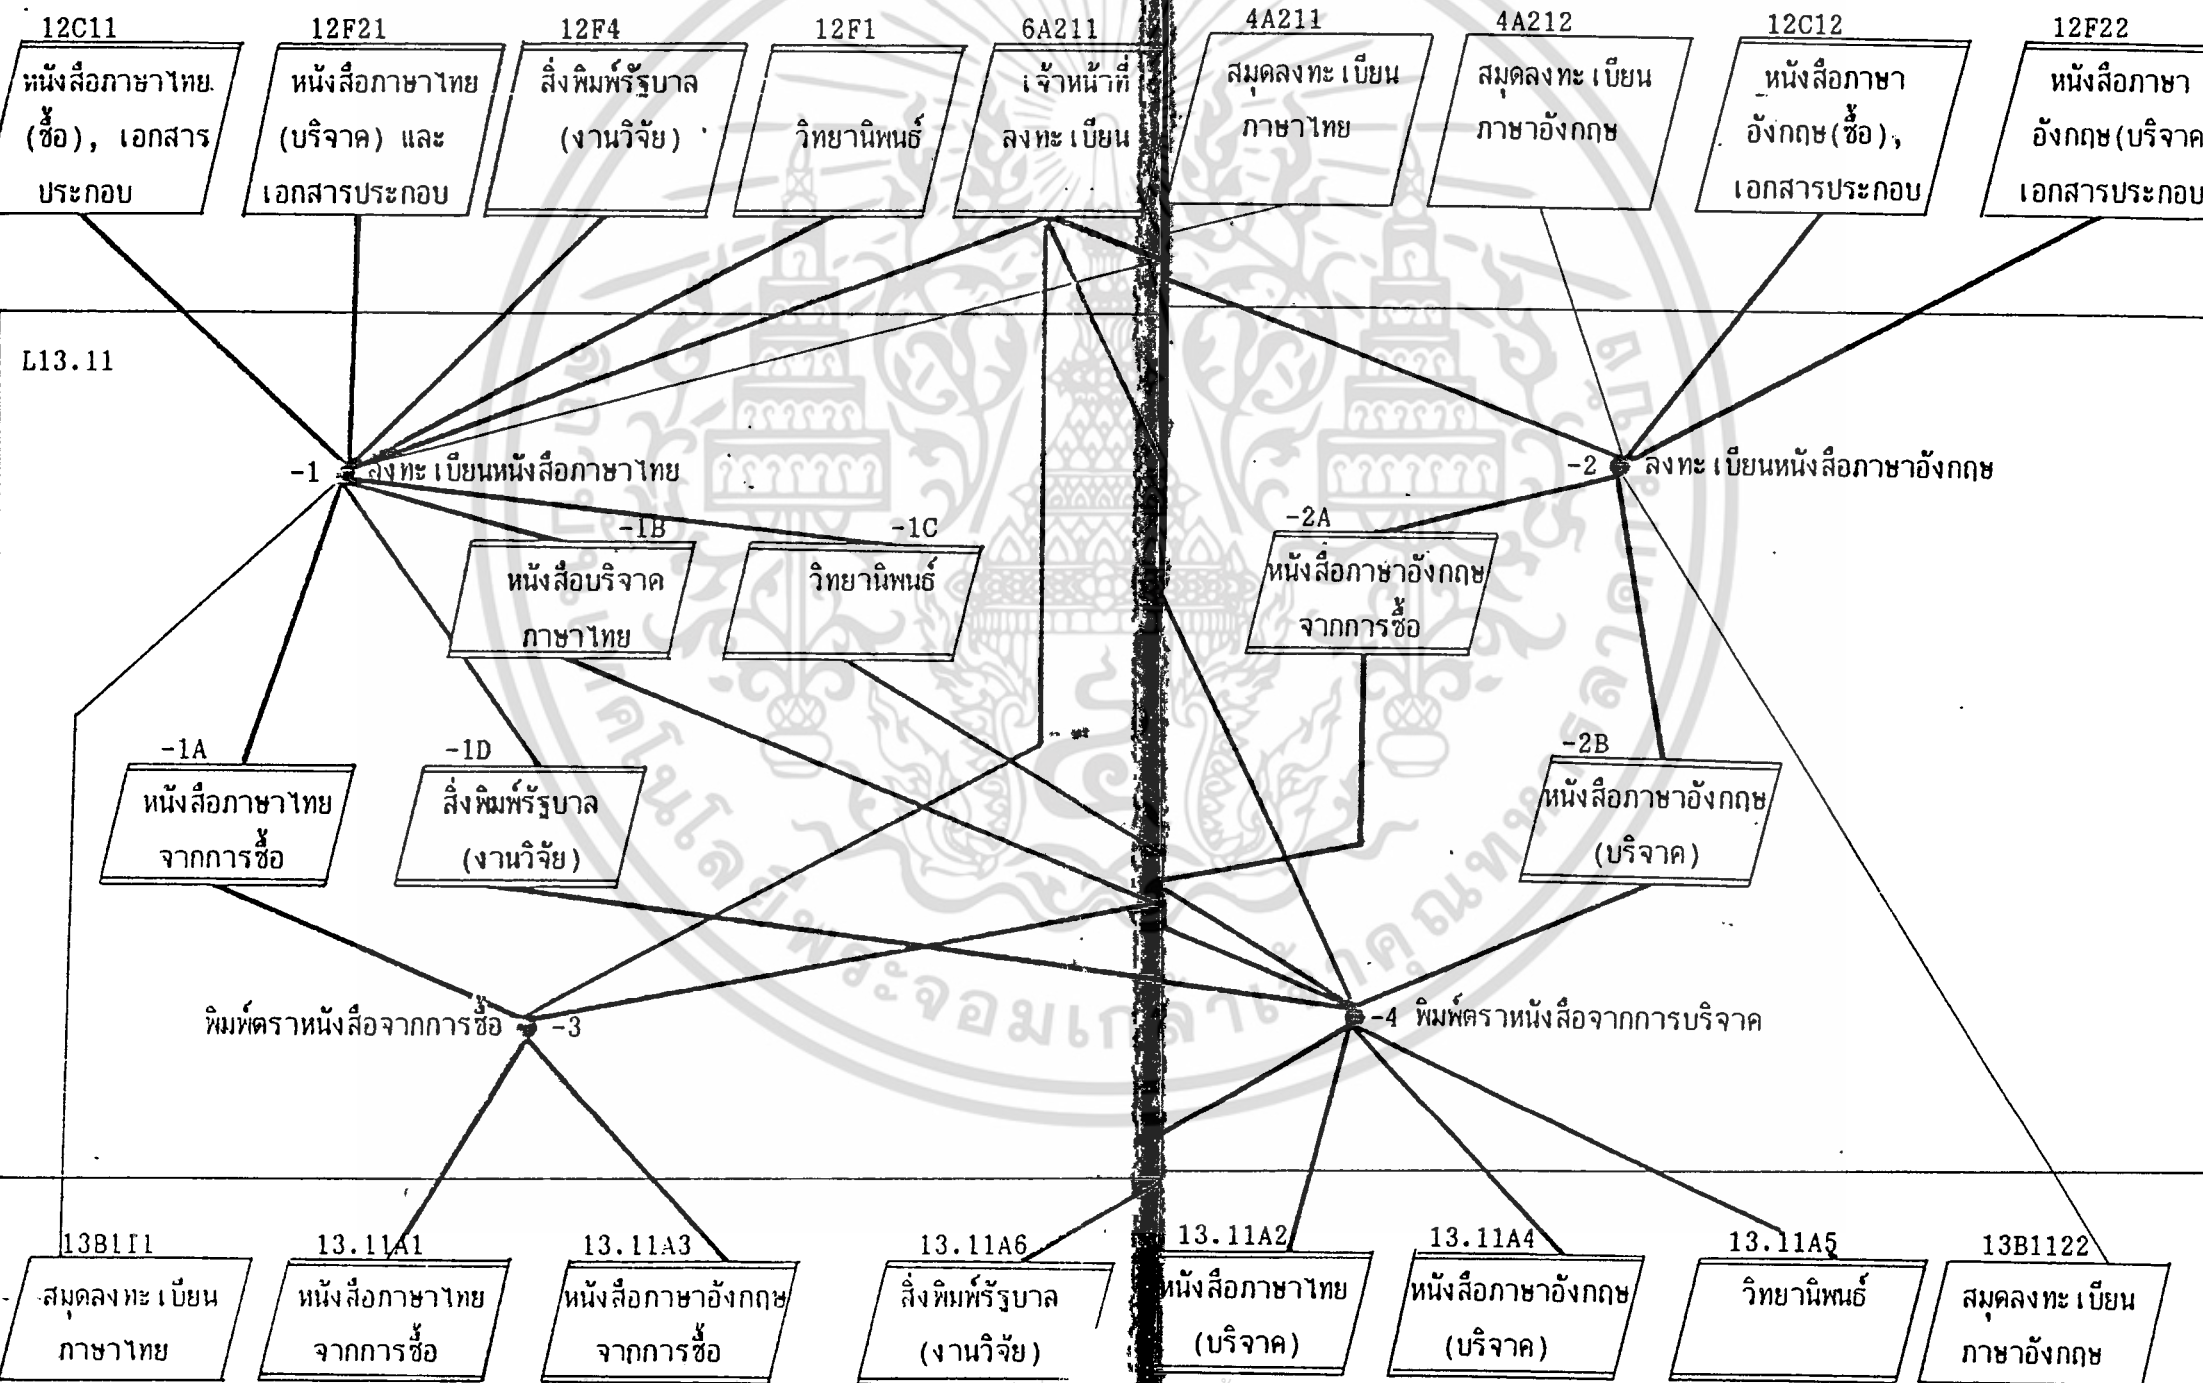 12C11
หนังสือภาษาไทย
(ซื้อ), เอกสาร
ประกอบ
12F21
หนังสือภาษาไทย
(บริจาค) และ
เอกสารประกอบ
12F4
สิ่งพิมพ์รัฐบาล
(งานวิจัย)
12F1
วิทยานิพนธ์
6A211
เจ้าหน้าที่
ลงทะเบียน
4A211
สมุดลงทะเบียน
ภาษาไทย
4A212
สมุดลงทะเบียน
ภาษาอังกฤษ
12C12
หนังสือภาษา
อังกฤษ(ซื้อ),
เอกสารประกอบ
12F22
หนังสือภาษา
อังกฤษ(บริจาค
เอกสารประกอบ
L13.11
-1 ลงทะเบียนหนังสือภาษาไทย
-2 ลงทะเบียนหนังสือภาษาอังกฤษ
-1B
หนังสือบริจาค
ภาษาไทย
-1C
วิทยานิพนธ์
-2A
หนังสือภาษาอังกฤษ
จากการซื้อ
-1A
หนังสือภาษาไทย
จากการซื้อ
-1D
สิ่งพิมพ์รัฐบาล
(งานวิจัย)
-2B
หนังสือภาษาอังกฤษ
(บริจาค)
พิมพ์ตราหนังสือจากการซื้อ -3
-4 พิมพ์ตราหนังสือจากการบริจาค
13B111
สมุดลงทะเบียน
ภาษาไทย
13.11A1
หนังสือภาษาไทย
จากการซื้อ
13.11A3
หนังสือภาษาอังกฤษ
จากการซื้อ
13.11A6
สิ่งพิมพ์รัฐบาล
(งานวิจัย)
13.11A2
หนังสือภาษาไทย
(บริจาค)
13.11A4
หนังสือภาษาอังกฤษ
(บริจาค)
13.11A5
วิทยานิพนธ์
13B1122
สมุดลงทะเบียน
ภาษาอังกฤษ